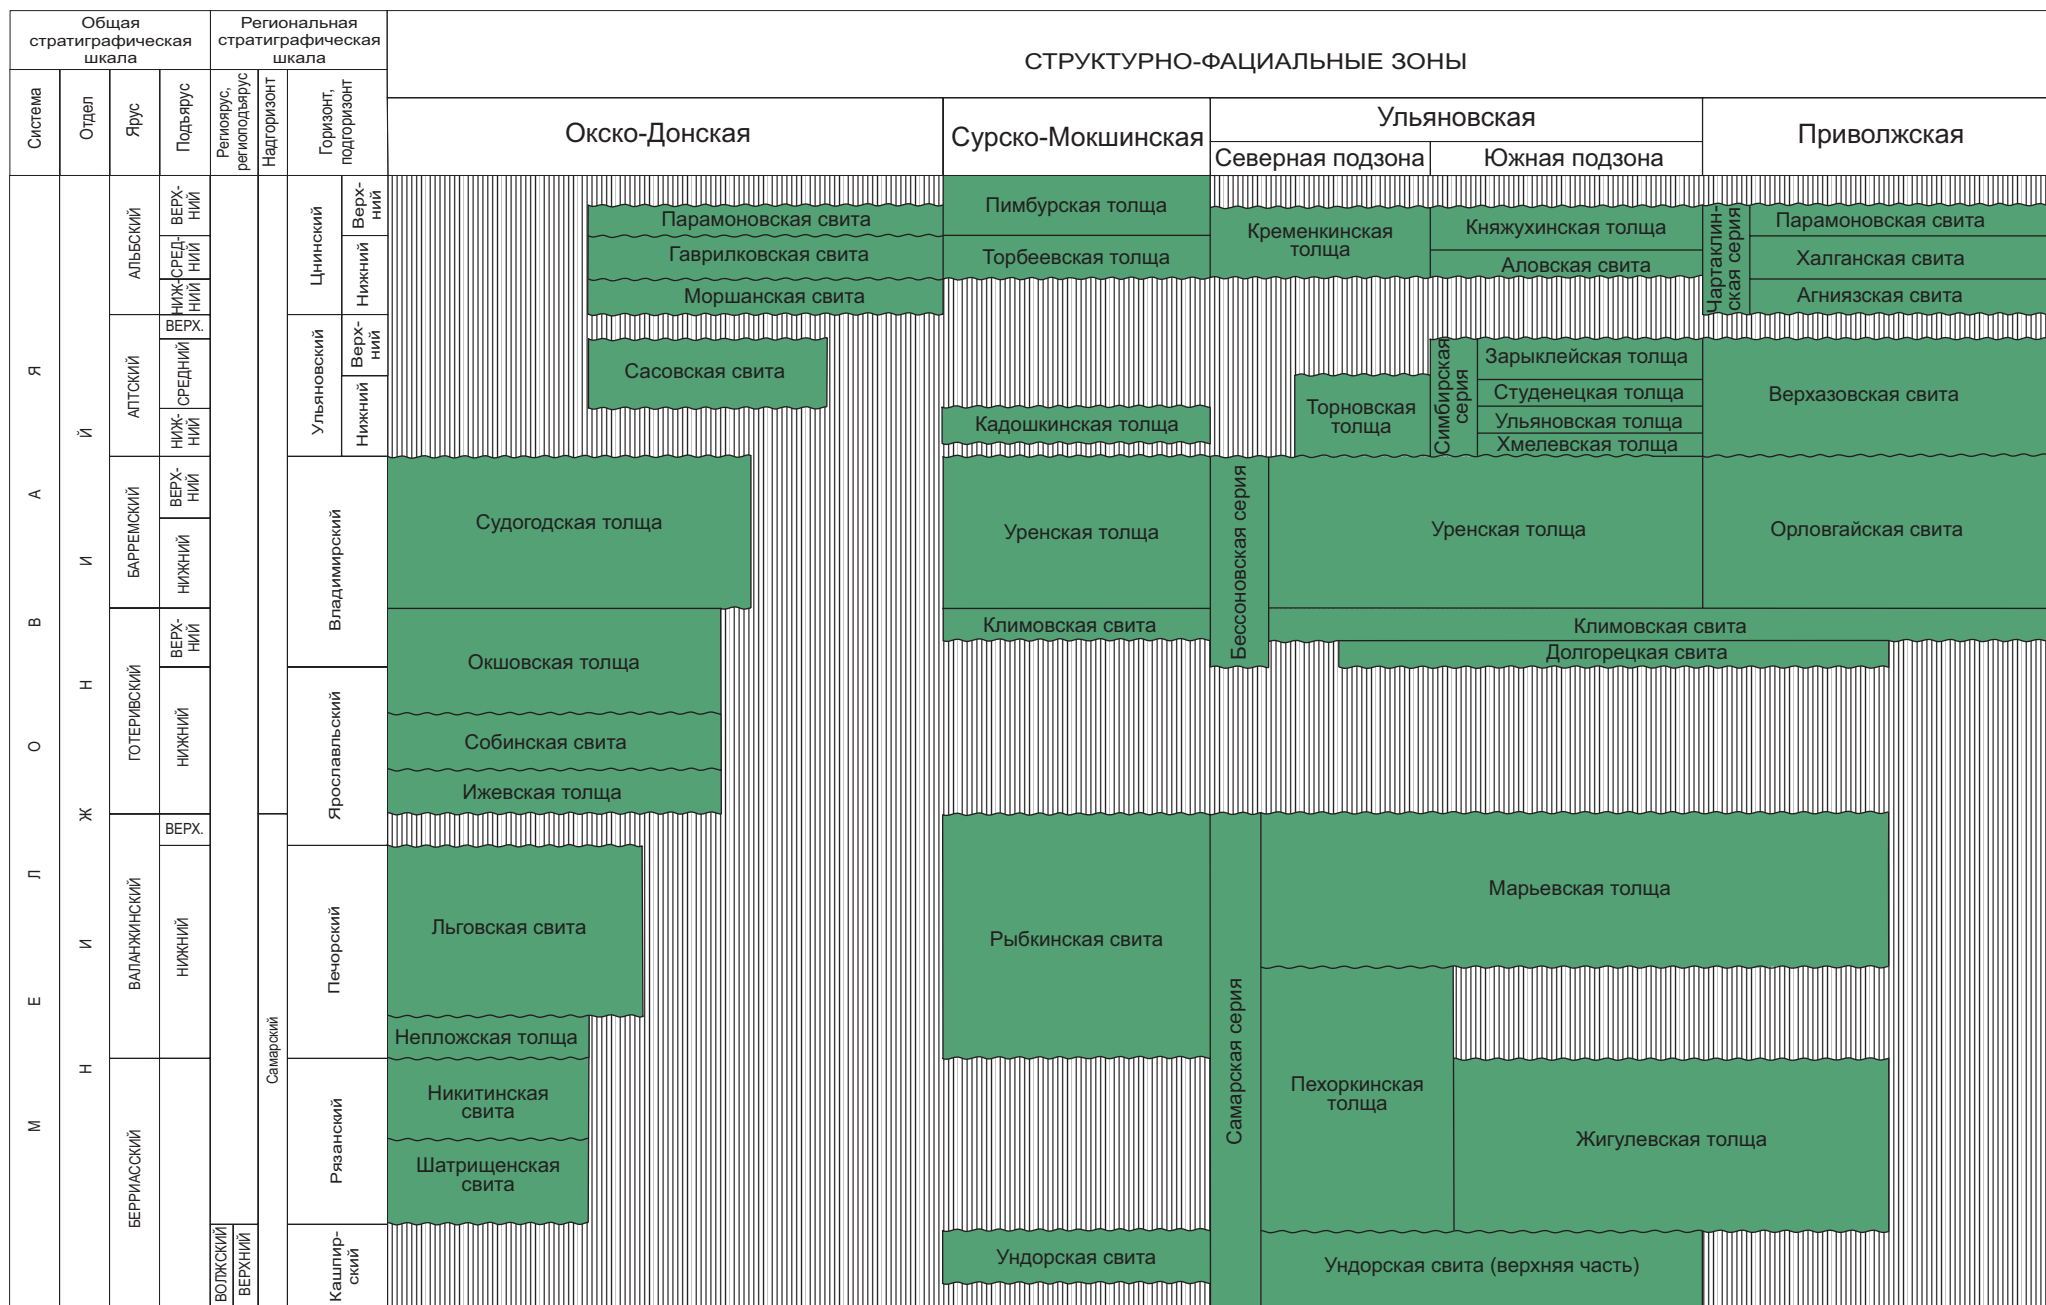 Общая
стратиграфическая
шкала
Региональная
стратиграфическая
шкала
СТРУКТУРНО-ФАЦИАЛЬНЫЕ ЗОНЫ
Система
Отдел
Ярус
Подъярус
Региоярус,
региоподъярус
Надгоризонт
Горизонт,
подгоризонт
Окско-Донская
Сурско-Мокшинская
Ульяновская
Северная подзона
Южная подзона
Приволжская
МЕЛОВАЯ
НИЖНИЙ
АЛЬБСКИЙ
ВЕРХ-
НИЙ
СРЕД-
НИЙ
НИЖ-
НИЙ
АПТСКИЙ
ВЕРХ.
СРЕДНИЙ
НИЖ-
НИЙ
БАРРЕМСКИЙ
ВЕРХ-
НИЙ
НИЖНИЙ
ГОТЕРИВСКИЙ
ВЕРХ-
НИЙ
НИЖНИЙ
ВАЛАНЖИНСКИЙ
ВЕРХ.
НИЖНИЙ
БЕРРИАССКИЙ
ВОЛЖСКИЙ
ВЕРХНИЙ
Самарский
Цнинский
Верх-
ний
Нижний
Ульяновский
Верх-
ний
Нижний
Владимирский
Ярославльский
Печорский
Рязанский
Кашпир-
ский
Парамоновская свита
Гаврилковская свита
Моршанская свита
Сасовская свита
Судогодская толща
Окшовская толща
Собинская свита
Ижевская толща
Льговская свита
Непложская толща
Никитинская
свита
Шатрищенская
свита
Пимбурская толща
Торбеевская толща
Кадошкинская толща
Уренская толща
Климовская свита
Рыбкинская свита
Ундорская свита
Кременкинская
толща
Княжухинская толща
Аловская свита
Торновская
толща
Симбирская
серия
Зарыклейская толща
Студенецкая толща
Ульяновская толща
Хмелевская толща
Бессоновская серия
Уренская толща
Климовская свита
Долгорецкая свита
Самарская серия
Марьевская толща
Пехоркинская
толща
Жигулевская толща
Ундорская свита (верхняя часть)
Чартаклин-
ская серия
Парамоновская свита
Халганская свита
Агниязская свита
Верхазовская свита
Орловгайская свита